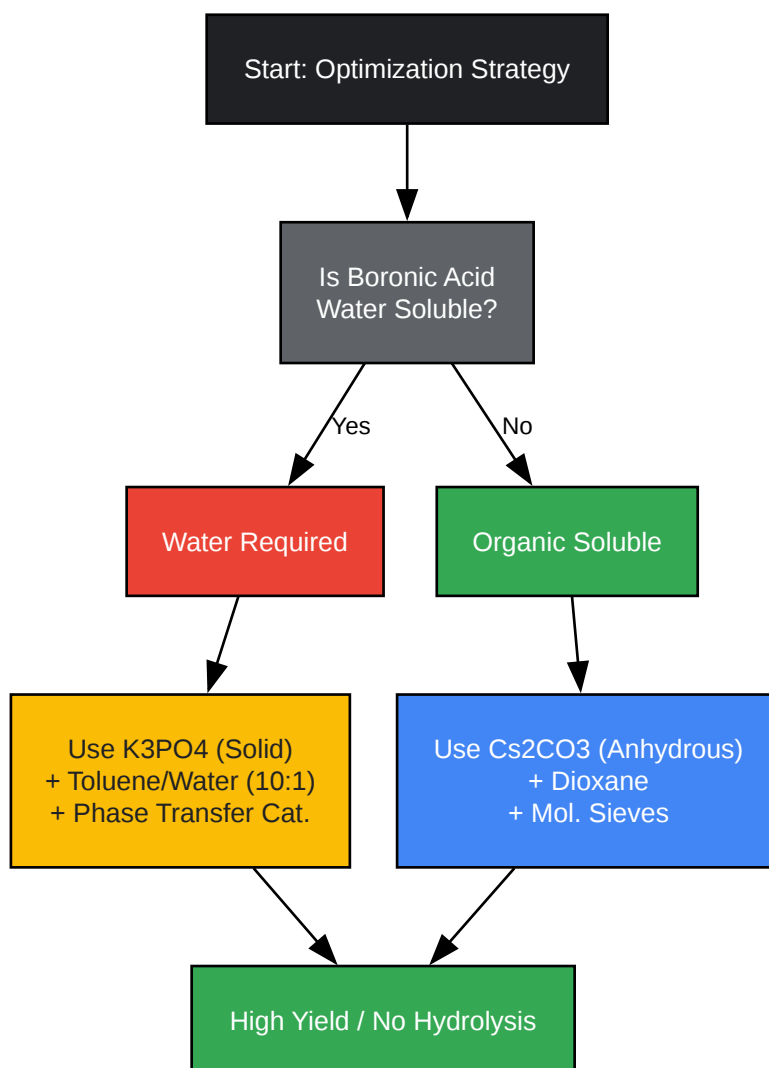 Start: Optimization Strategy
Is Boronic Acid
Water Soluble?
Yes
No
Water Required
Organic Soluble
Use K3PO4 (Solid)
+ Toluene/Water (10:1)
+ Phase Transfer Cat.
Use Cs2CO3 (Anhydrous)
+ Dioxane
+ Mol. Sieves
High Yield / No Hydrolysis